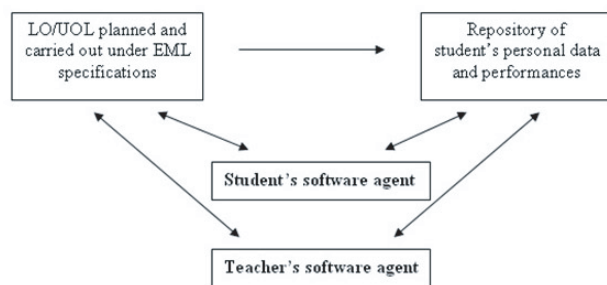 LO/UOL planned and
carried out under EML
specifications
Repository of
student's personal data
and performances
Student's software agent
Teacher's software agent